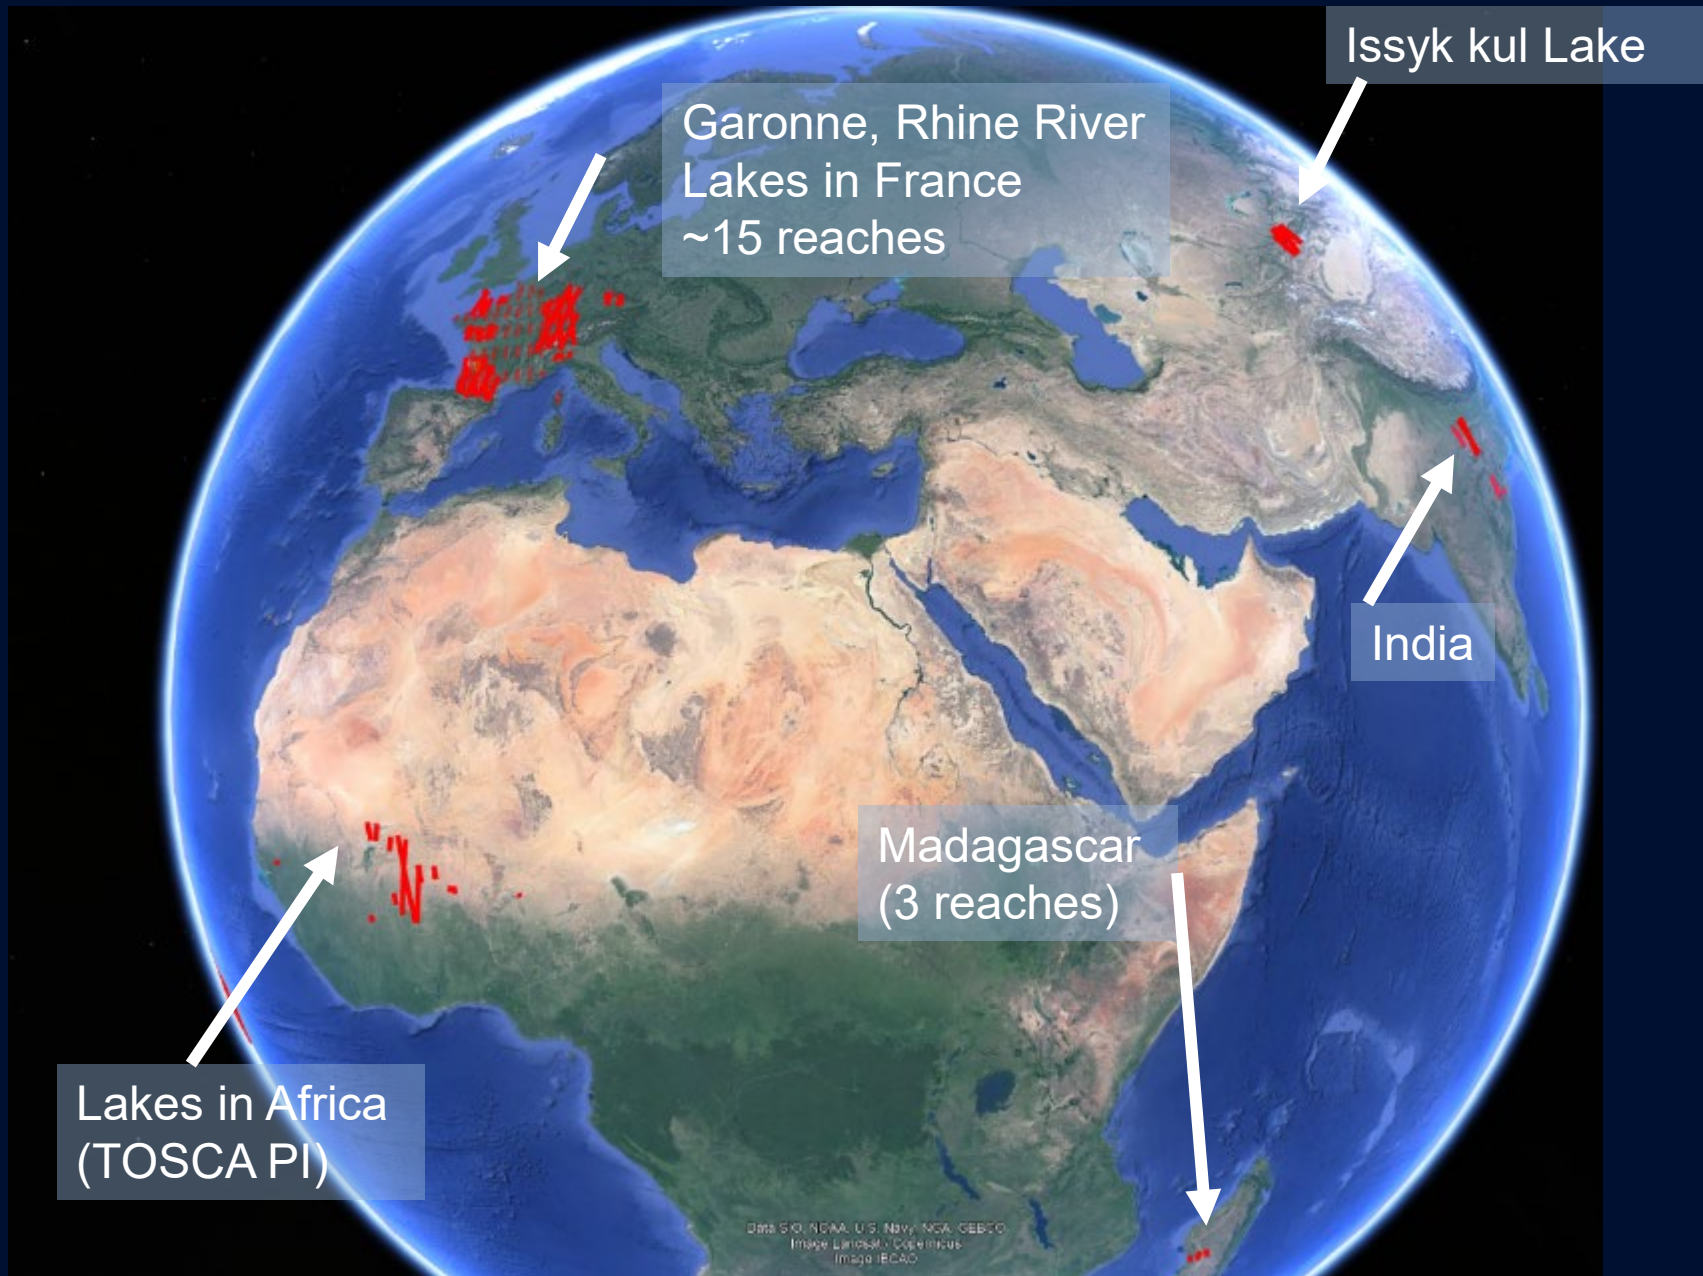 Issyk kul Lake
Garonne, Rhine River
Lakes in France
~15 reaches
India
Madagascar
(3 reaches)
Lakes in Africa
(TOSCA PI)
Data SIO, NOAA, U.S. Navy, NGA, GEBCO
Image Landsat / Copernicus
Image IBCAO